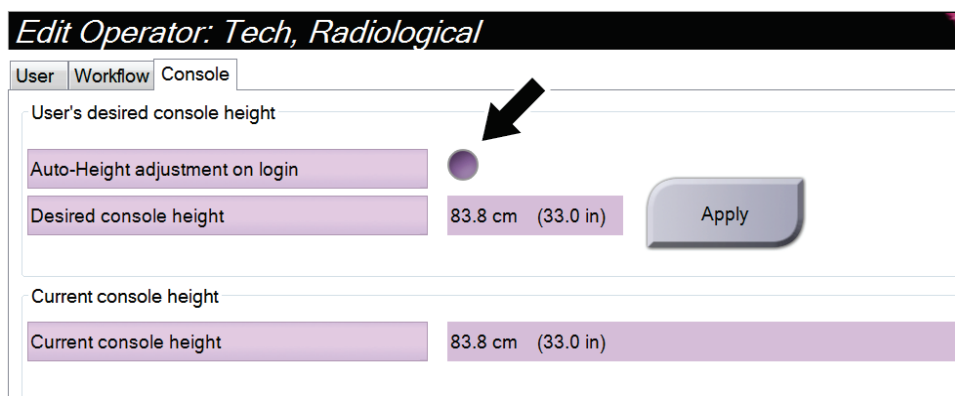 Edit Operator: Tech, Radiological
User Workflow Console
User's desired console height
Auto-Height adjustment on login
Desired console height 83.8 cm (33.0 in) Apply
Current console height
Current console height 83.8 cm (33.0 in)